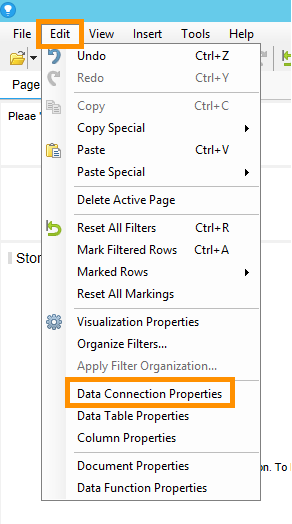 File Edit View Insert Tools Help
Undo Ctrl+Z
Page
Redo Ctrl+Y
Copy Ctrl+C
Pleae
Copy Special
Paste Ctrl+V
Paste Special
Delete Active Page
Reset All Filters Ctrl+R
Mark Filtered Rows Ctrl+A
Stor
Marked Rows
Reset All Markings
Visualization Properties
Organize Filters...
Apply Filter Organization...
Data Connection Properties
Data Table Properties
Column Properties
Document Properties
on. To
Data Function Properties